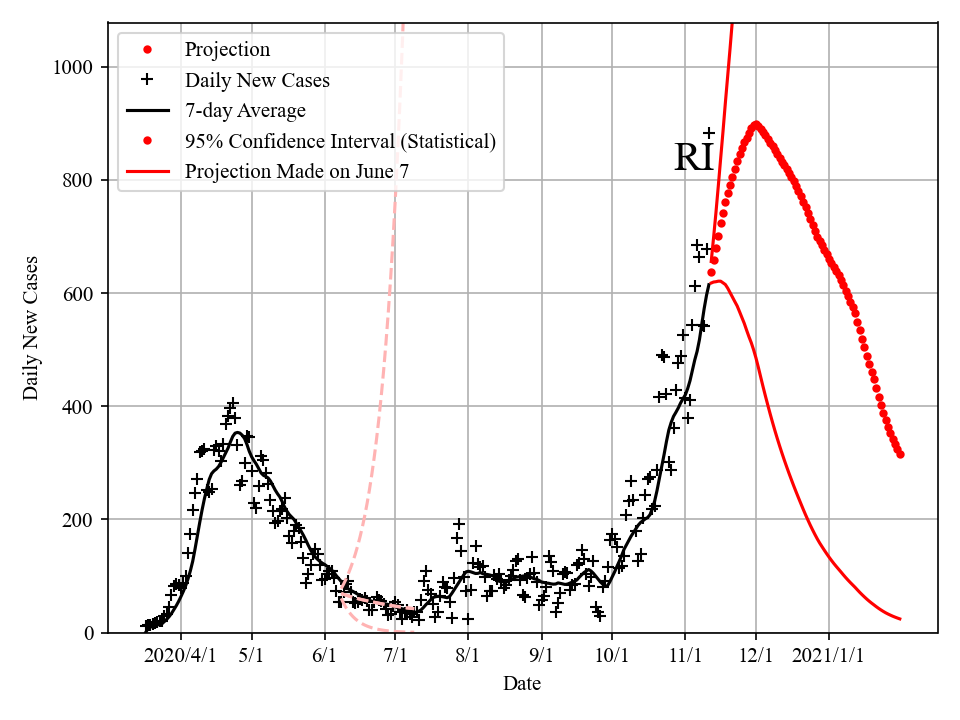 Projection
Daily New Cases
7-day Average
95% Confidence Interval (Statistical)
Projection Made on June 7
RI
1000
800
600
400
200
0
Daily New Cases
2020/4/1 5/1 6/1 7/1 8/1 9/1 10/1 11/1 12/1 2021/1/1
Date